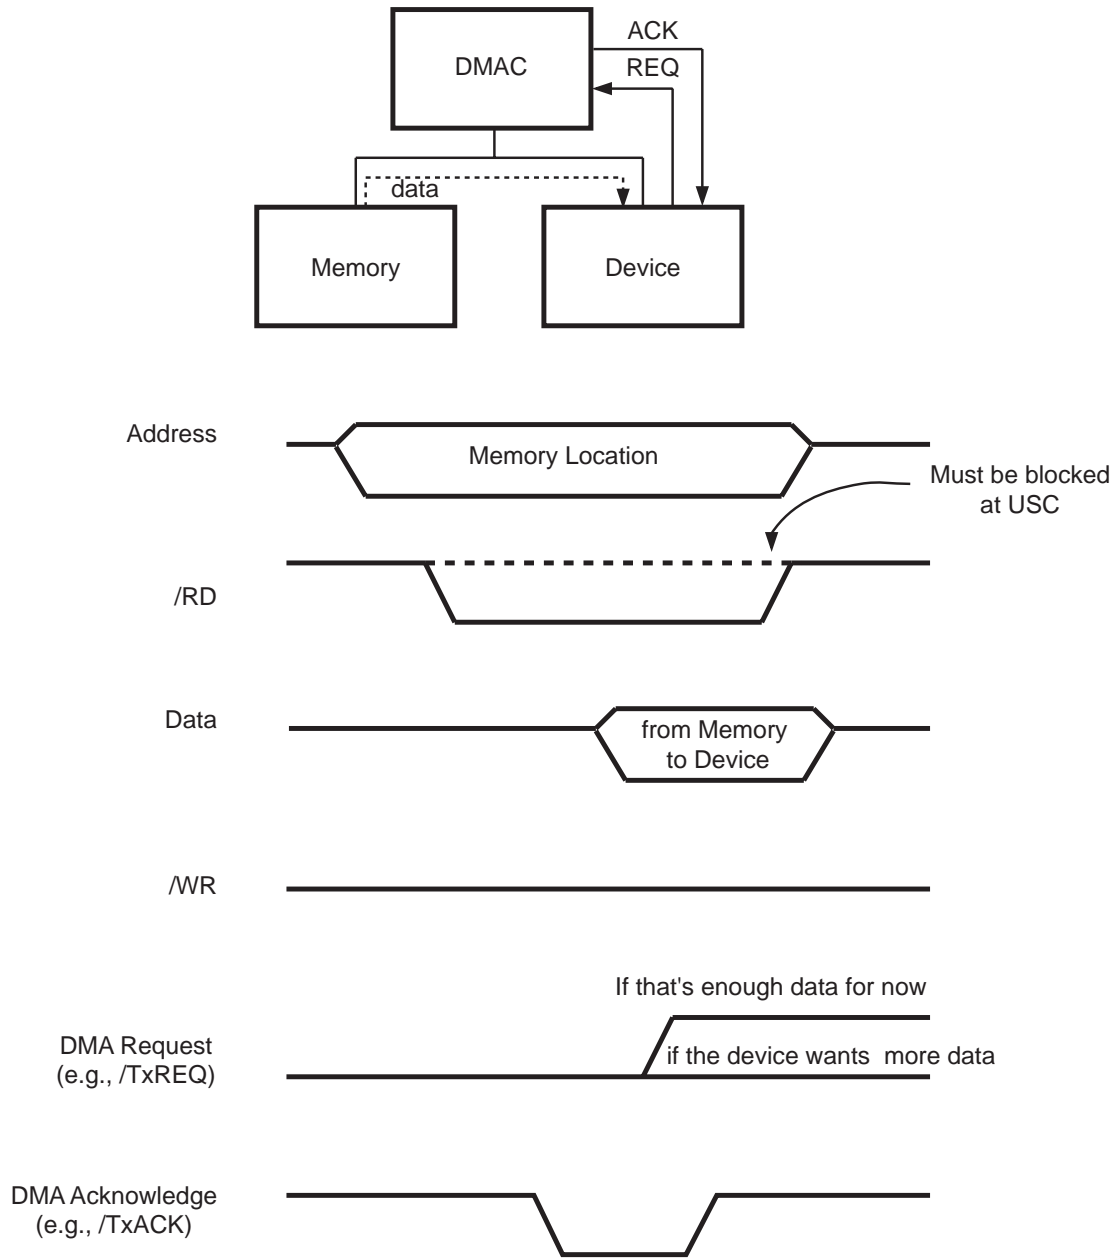 ACK
DMAC
REQ
data
Memory
Device
Address
Memory Location
Must be blocked
at USC
/RD
Data
from Memory
to Device
/WR
If that's enough data for now
DMA Request
(e.g., /TxREQ)
if the device wants more data
DMA Acknowledge
(e.g., /TxACK)